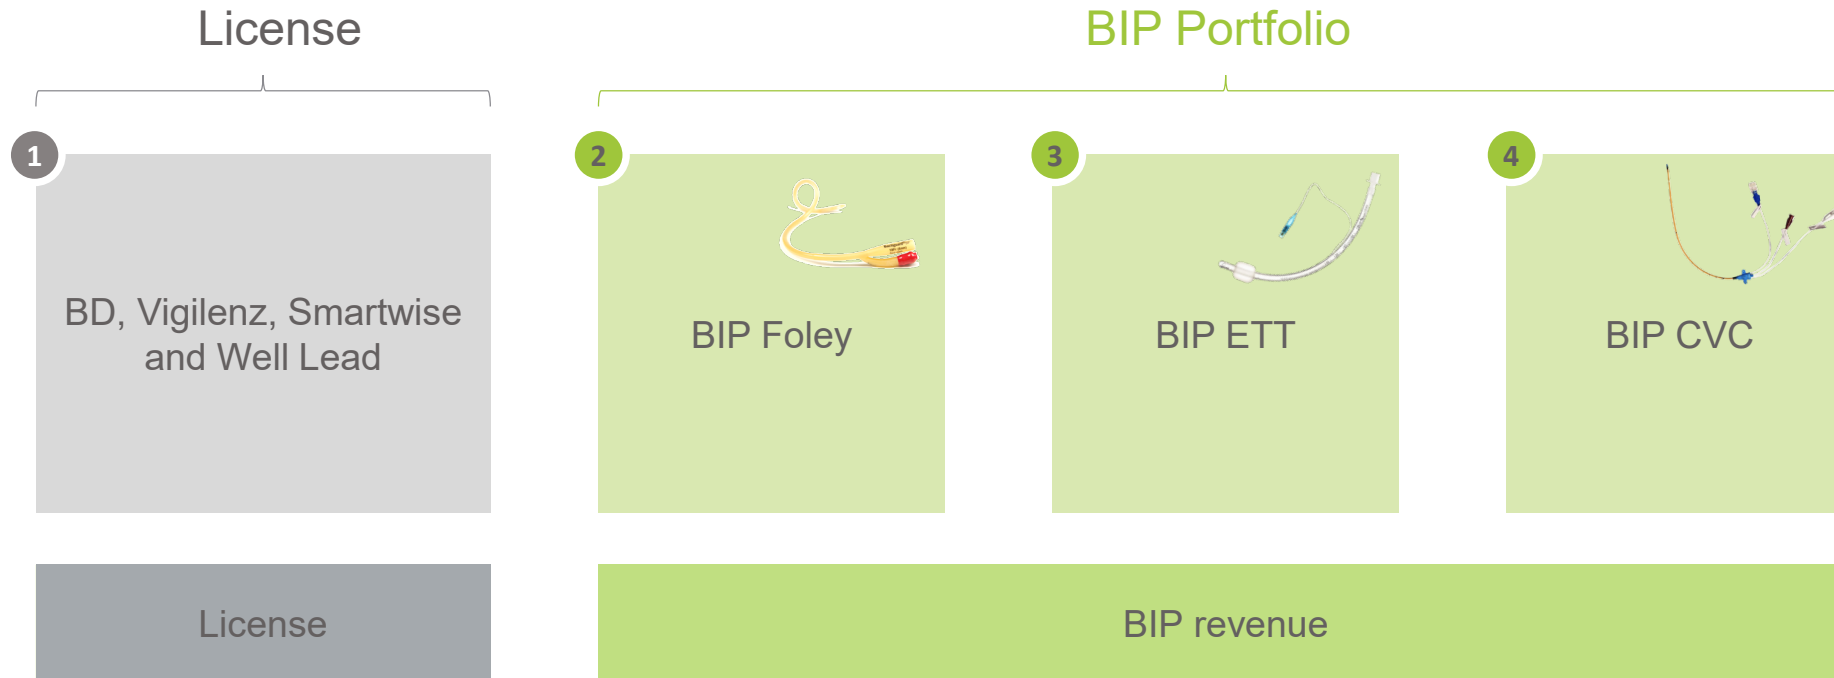 License
BIP Portfolio
1
2
3
4
BD, Vigilenz, Smartwise
and Well Lead
BIP Foley
BIP ETT
BIP CVC
License
BIP revenue